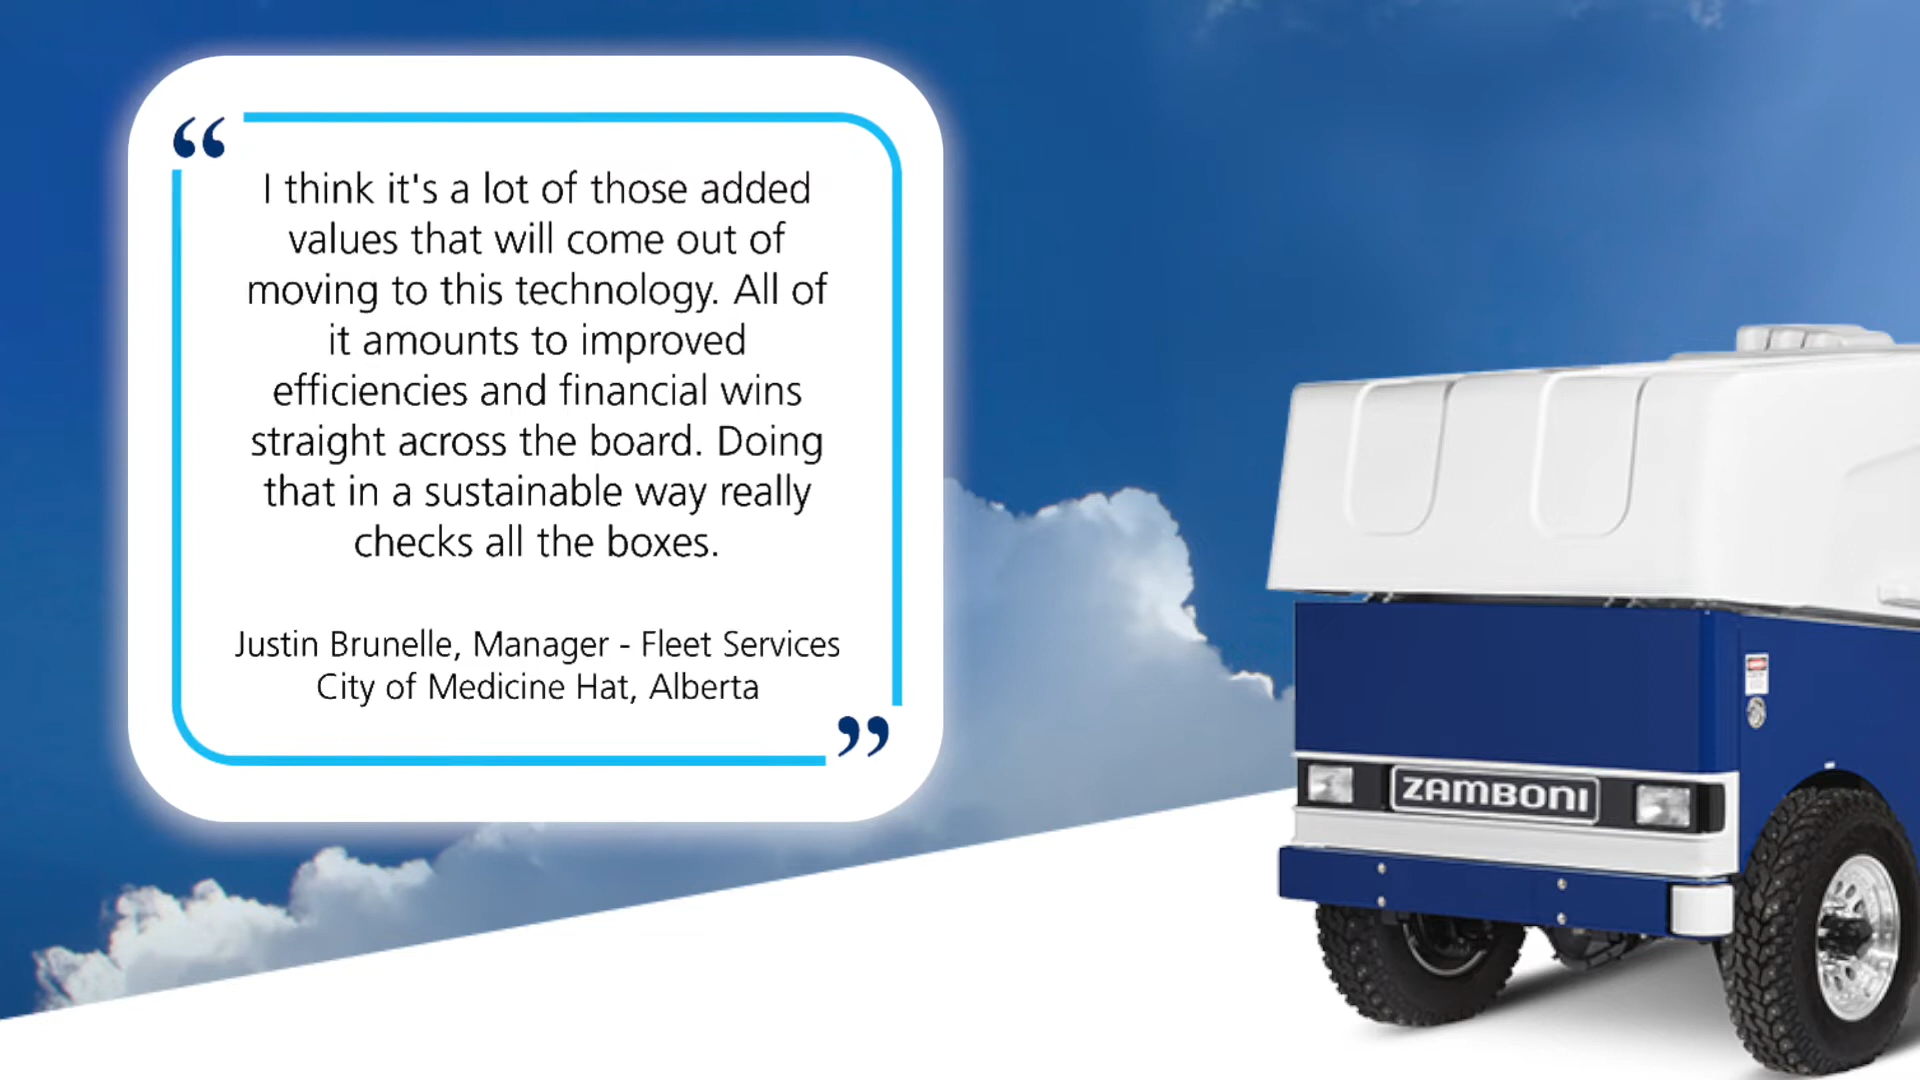 “
I think it's a lot of those added
values that will come out of
moving to this technology. All of
it amounts to improved
efficiencies and financial wins
straight across the board. Doing
that in a sustainable way really
checks all the boxes.
Justin Brunelle, Manager - Fleet Services
City of Medicine Hat, Alberta
”
ZAMBONI